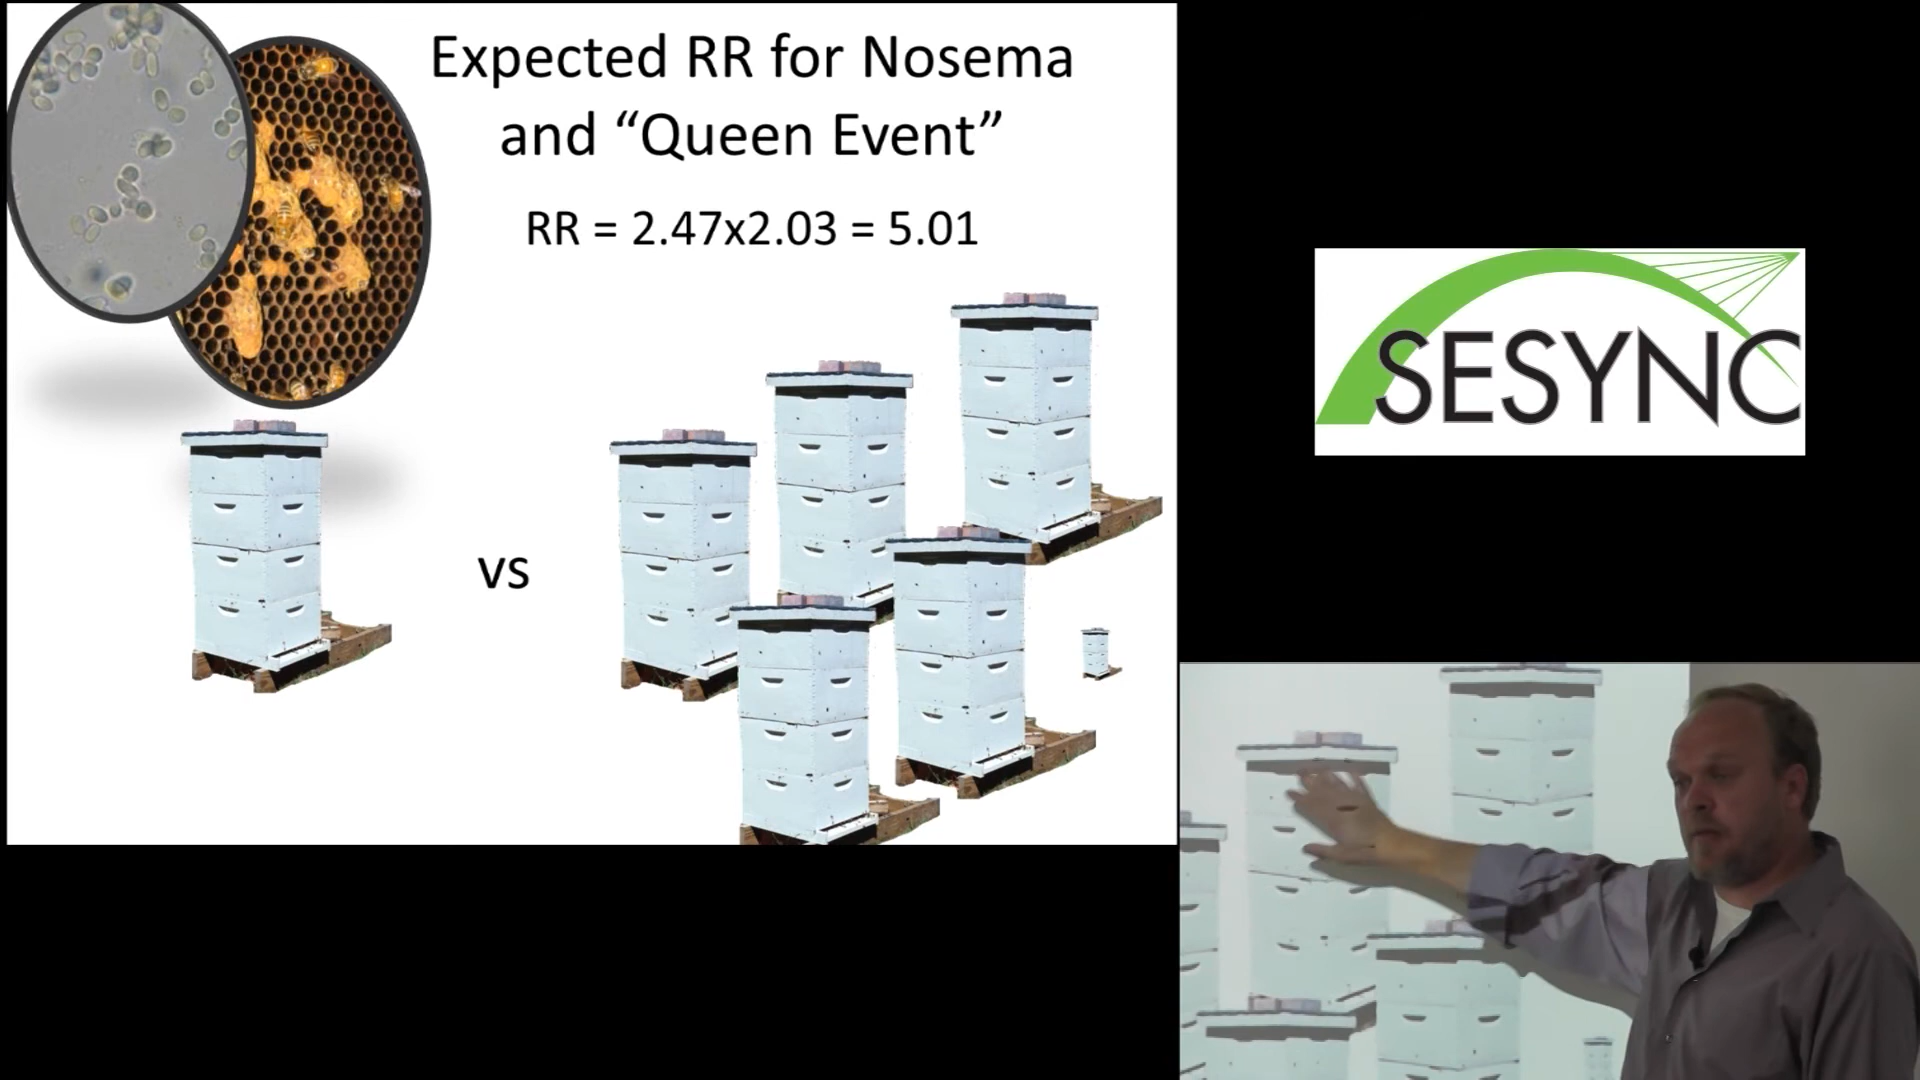 Expected RR for Nosema
and “Queen Event”
RR = 2.47x2.03 = 5.01
vs
SESYNC